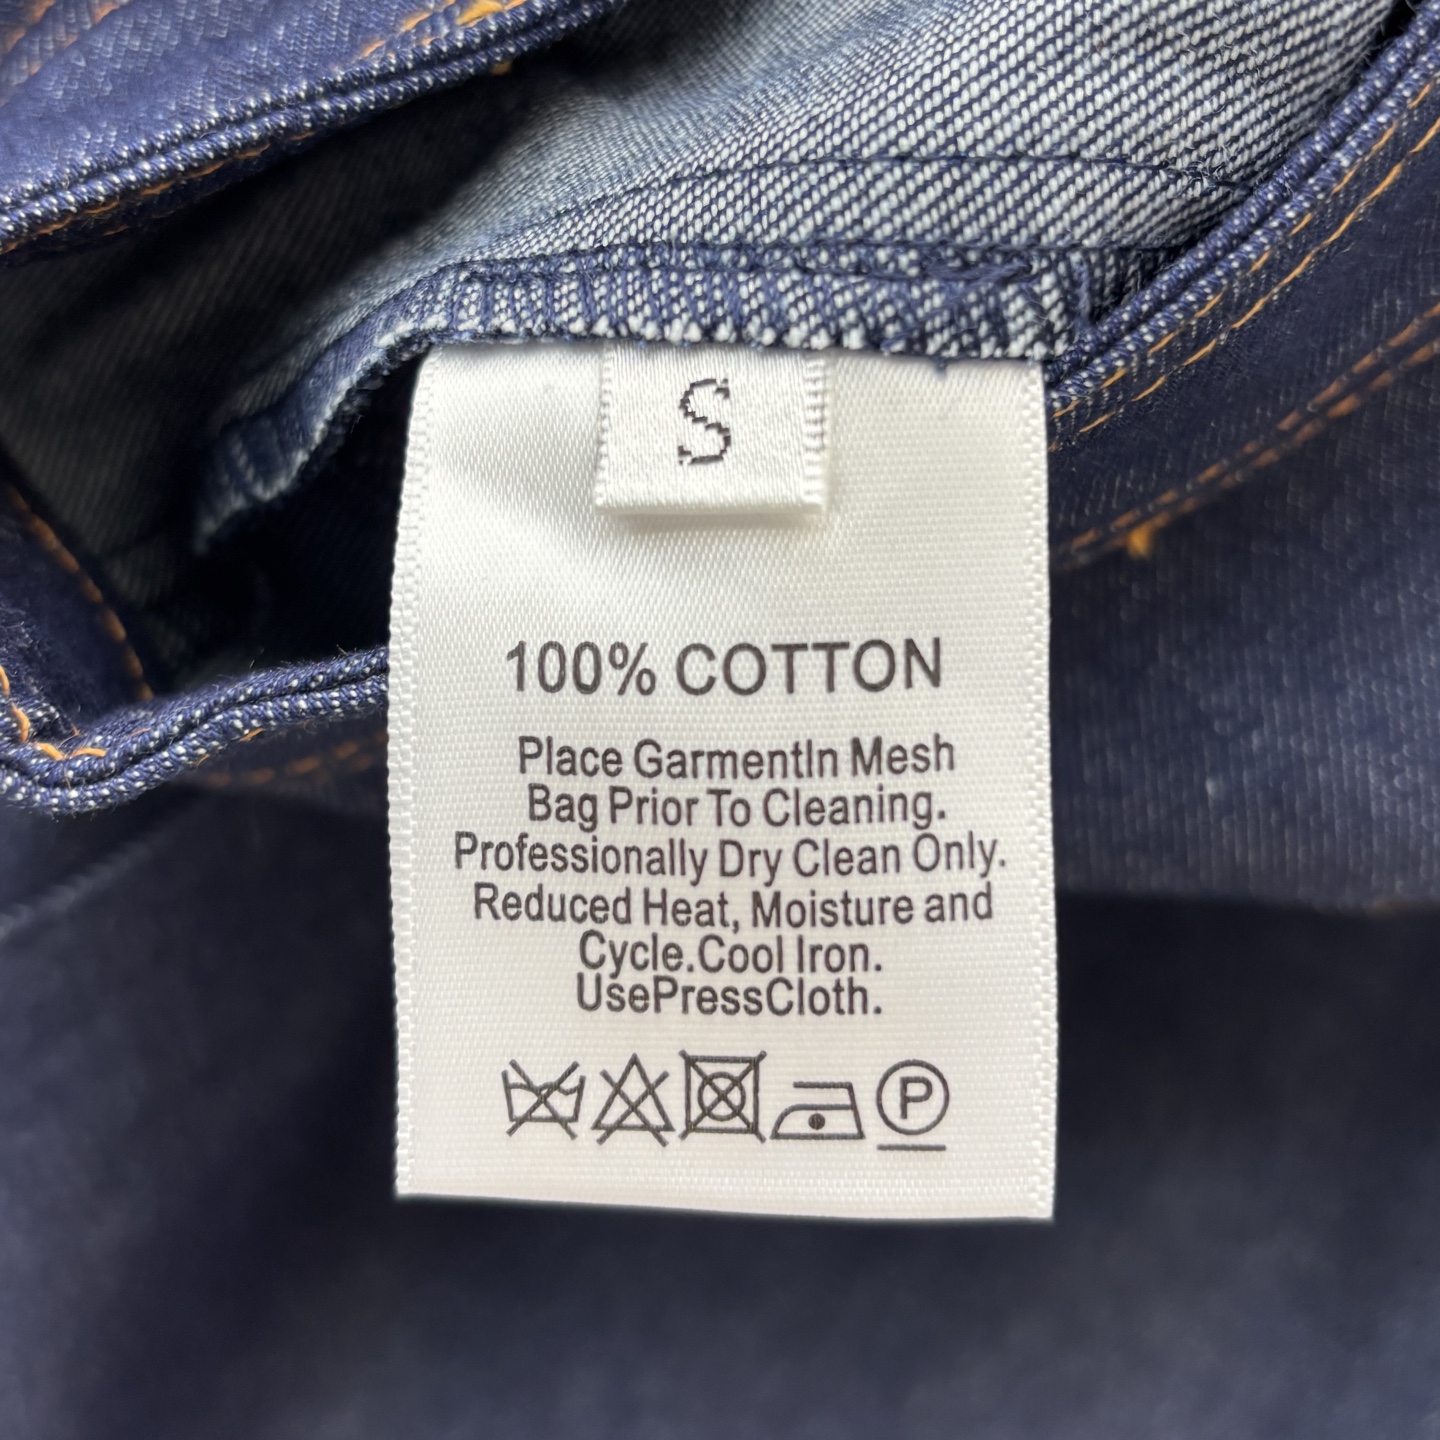 S
100% COTTON
Place GarmentIn Mesh
Bag Prior To Cleaning.
Professionally Dry Clean Only.
Reduced Heat, Moisture and
Cycle.Cool Iron.
UsePressCloth.
P